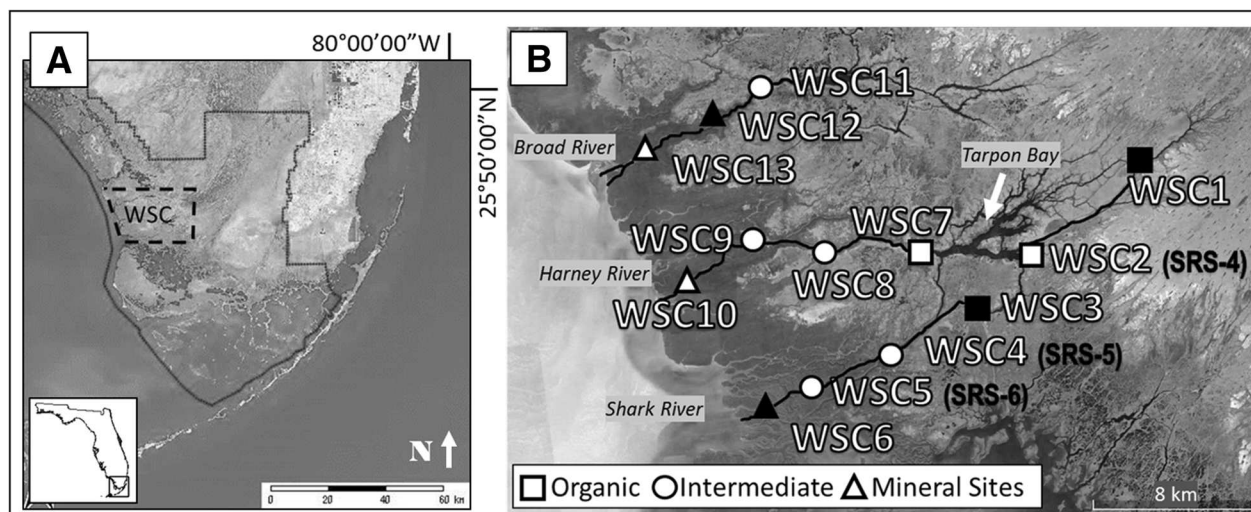 A
80°00'00"W
25°50'00"N
WSC
N
0 20 40 60 km
B
WSC11
WSC12
Broad River
WSC13
Tarpon Bay
WSC1
WSC7
WSC9
WSC2 (SRS-4)
Harney River
WSC8
WSC10
WSC3
WSC4 (SRS-5)
WSC5 (SRS-6)
Shark River
WSC6
Organic Intermediate Mineral Sites
8 km